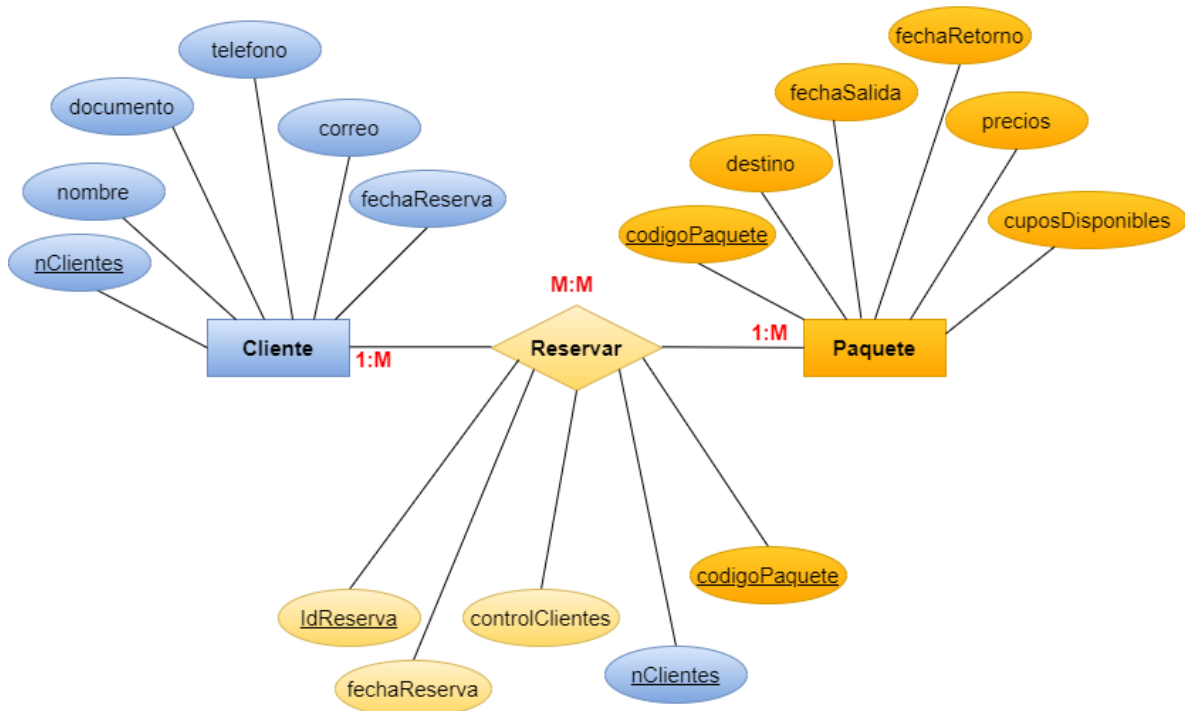 telefono
fechaRetorno
documento
fechaSalida
correo
precios
nombre
destino
fechaReserva
cuposDisponibles
nClientes
codigoPaquete
M:M
Cliente
1:M
Reservar
1:M
Paquete
IdReserva
controlClientes
codigoPaquete
fechaReserva
nClientes